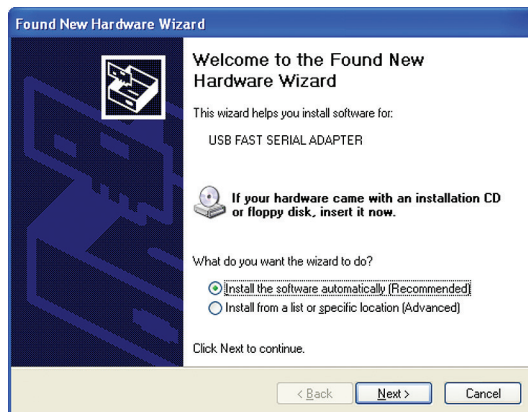 Found New Hardware Wizard
Welcome to the Found New
Hardware Wizard
This wizard helps you install software for:
USB FAST SERIAL ADAPTER
If your hardware came with an installation CD
or floppy disk, insert it now.
What do you want the wizard to do?
Install the software automatically (Recommended)
Install from a list or specific location (Advanced)
Click Next to continue.
< Back
Next >
Cancel